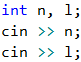 int n, l;
cin >> n;
cin >> l;